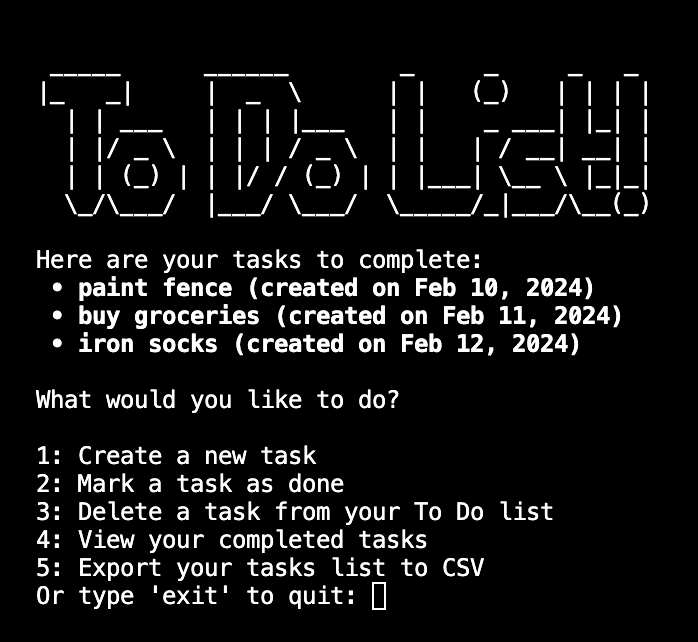 To Do List!
Here are your tasks to complete:
• paint fence (created on Feb 10, 2024)
• buy groceries (created on Feb 11, 2024)
• iron socks (created on Feb 12, 2024)
What would you like to do?
1: Create a new task
2: Mark a task as done
3: Delete a task from your To Do list
4: View your completed tasks
5: Export your tasks list to CSV
Or type 'exit' to quit: